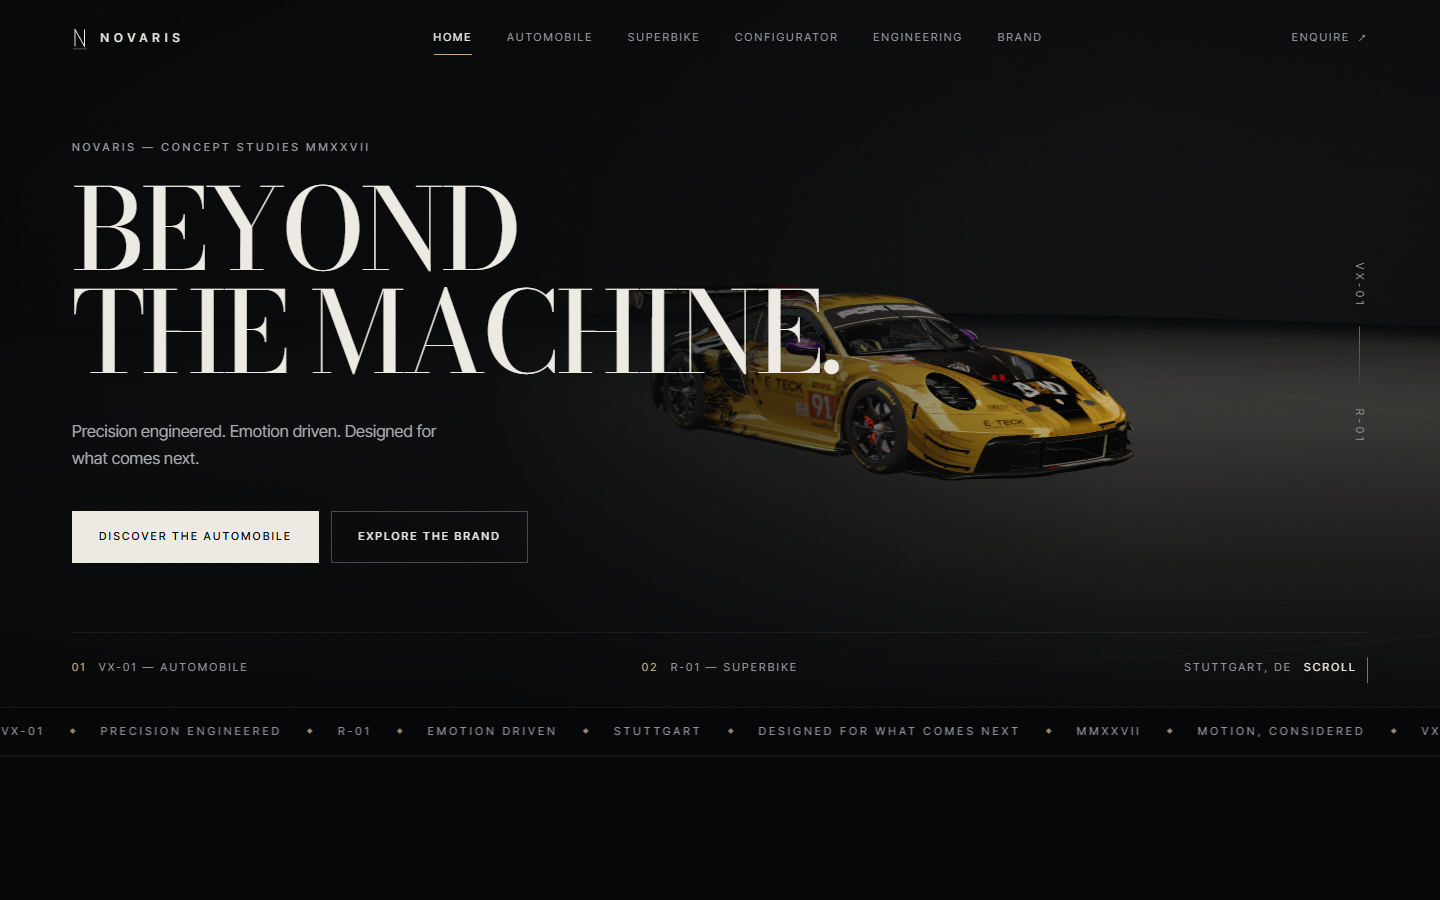 NOVARIS
HOME AUTOMOBILE SUPERBIKE CONFIGURATOR ENGINEERING BRAND
ENQUIRE ↗
NOVARIS — CONCEPT STUDIES MMXXVII
BEYOND
THE MACHINE.
Precision engineered. Emotion driven. Designed for
what comes next.
DISCOVER THE AUTOMOBILE
EXPLORE THE BRAND
E-TECK
91
E-TECK
VX-01
R-01
01 VX-01 — AUTOMOBILE
02 R-01 — SUPERBIKE
STUTTGART, DE SCROLL
VX-01 ◆ PRECISION ENGINEERED ◆ R-01 ◆ EMOTION DRIVEN ◆ STUTTGART ◆ DESIGNED FOR WHAT COMES NEXT ◆ MMXXVII ◆ MOTION, CONSIDERED ◆ VX